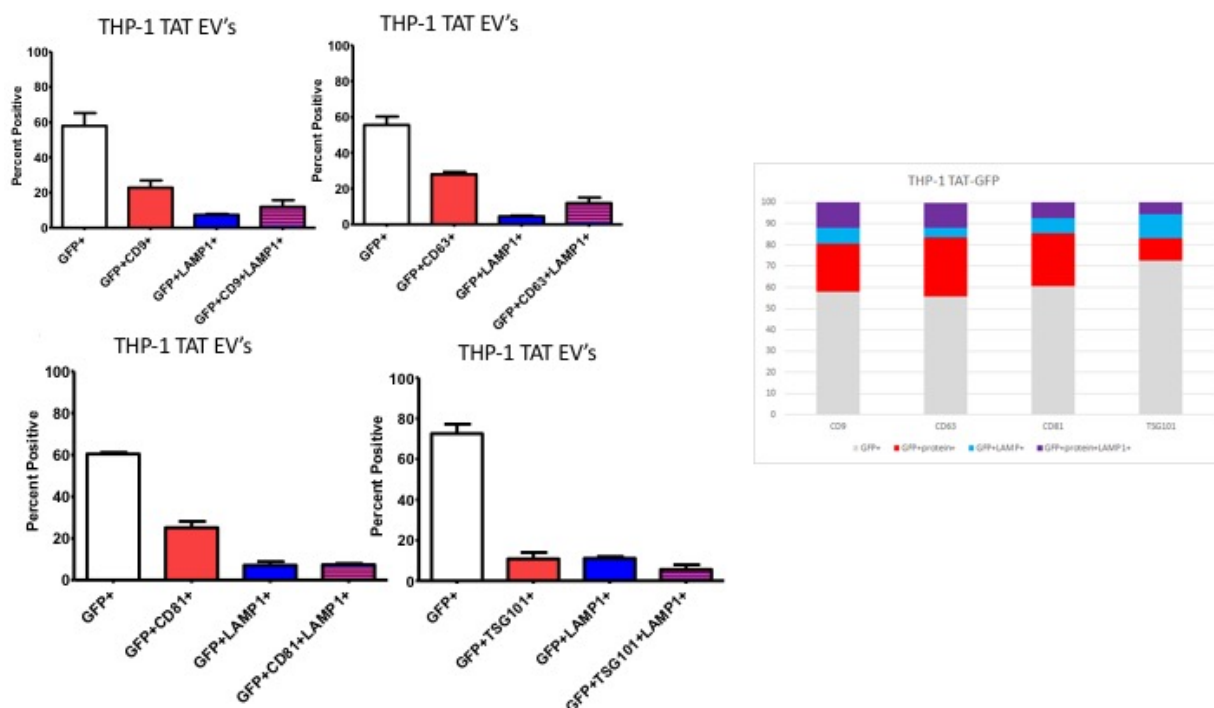 THP-1 TAT EV's
Percent Positive
100
80
60
40
20
0
GFP+
GFP+CD9+
GFP+LAMP1+
GFP+CD9+LAMP1+
THP-1 TAT EV's
Percent Positive
100
80
60
40
20
0
GFP+
GFP+CD63+
GFP+LAMP1+
GFP+CD63+LAMP1+
THP-1 TAT EV's
Percent Positive
100
80
60
40
20
0
GFP+
GFP+CD81+
GFP+LAMP1+
GFP+CD81+LAMP1+
THP-1 TAT EV's
Percent Positive
100
80
60
40
20
0
GFP+
GFP+TSG101+
GFP+LAMP1+
GFP+TSG101+LAMP1+
THP-1 TAT-GFP
100
90
80
70
60
50
40
30
20
10
0
CD9 CD63 CD81 TSG101
GFP+ GFP+protein+ GFP+LAMP+ GFP+protein+LAMP1+